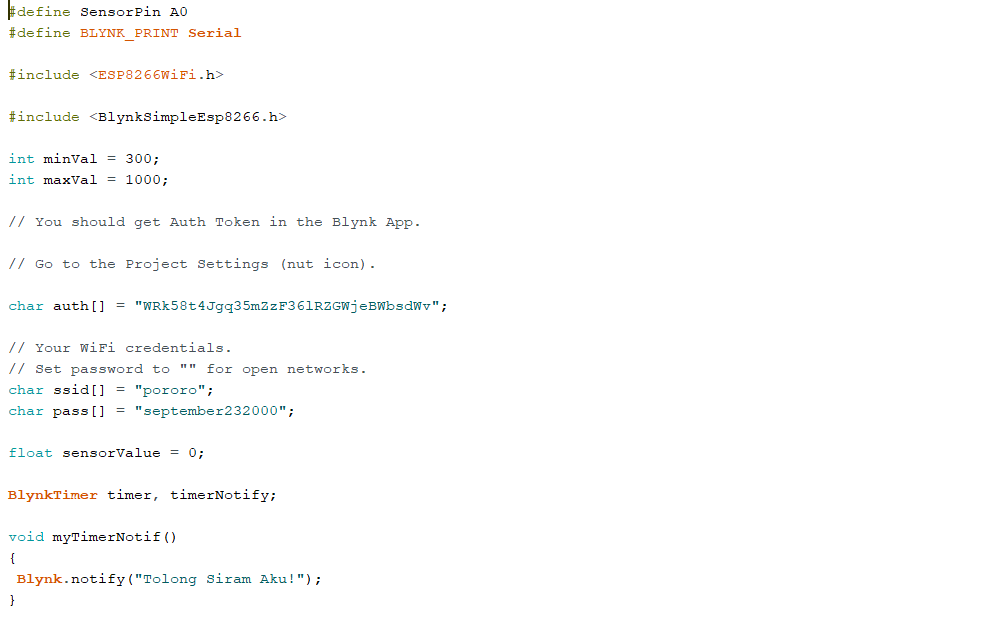 #define SensorPin A0
#define BLYNK_PRINT Serial
#include <ESP8266WiFi.h>
#include <BlynkSimpleEsp8266.h>
int minVal = 300;
int maxVal = 1000;
// You should get Auth Token in the Blynk App.
// Go to the Project Settings (nut icon).
char auth[] = "WRk58t4Jgq35mZzF36lRZGWjeBWbsdWv";
// Your WiFi credentials.
// Set password to "" for open networks.
char ssid[] = "pororo";
char pass[] = "september232000";
float sensorValue = 0;
BlynkTimer timer, timerNotify;
void myTimerNotif()
{
Blynk.notify("Tolong Siram Aku!");
}